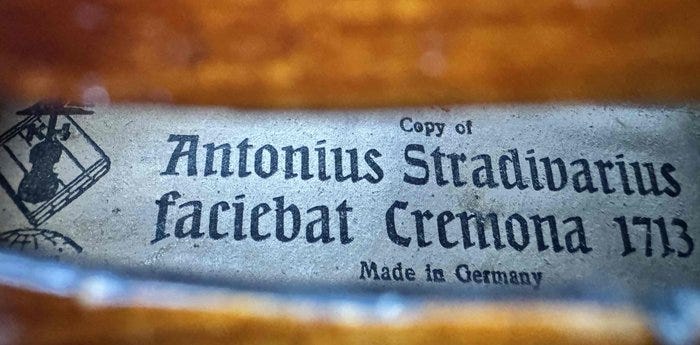 Copy of
Antonius Stradivarius
faciebat Cremona 1713
Made in Germany